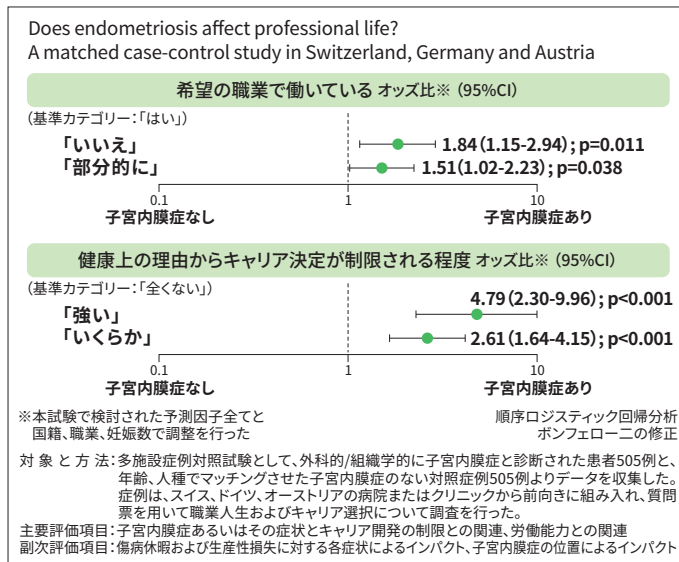 Does endometriosis affect professional life?
A matched case-control study in Switzerland, Germany and Austria
希望の職業で働いている オッズ比※（95%CI）
（基準カテゴリー：「はい」）
「いいえ」
1.84（1.15-2.94）；p=0.011
「部分的に」
1.51（1.02-2.23）；p=0.038
0.1 1 10
子宮内膜症なし 子宮内膜症あり
健康上の理由からキャリア決定が制限される程度 オッズ比※（95%CI）
（基準カテゴリー：「全くない」）
4.79（2.30-9.96）；p<0.001
「強い」
「いくらか」
2.61（1.64-4.15）；p<0.001
0.1 1 10
子宮内膜症なし 子宮内膜症あり
※本試験で検討された予測因子全てと
国籍、職業、妊娠数で調整を行った
順序ロジスティック回帰分析
ボンフェローニの修正
対象と方法：多施設症例対照試験として、外科的/組織学的に子宮内膜症と診断された患者505例と、
年齢、人種でマッチングさせた子宮内膜症のない対照症例505例よりデータを収集した。
症例は、スイス、ドイツ、オーストリアの病院またはクリニックから前向きに組み入れ、質問
票を用いて職業人生およびキャリア選択について調査を行った。
主要評価項目：子宮内膜症あるいはその症状とキャリア開発の制限との関連、労働能力との関連
副次評価項目：傷病休暇および生産性損失に対する各症状によるインパクト、子宮内膜症の位置によるインパクト